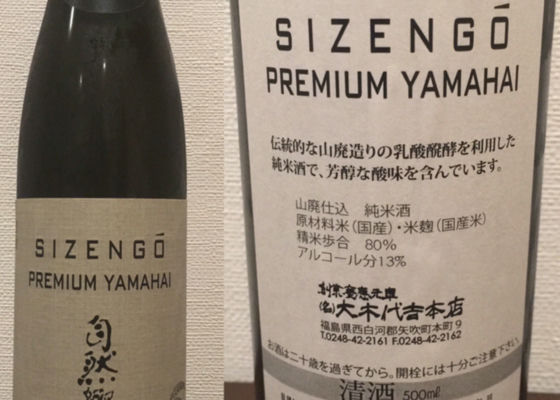 SIZENGŌ
PREMIUM YAMAHAI
自然郷
SIZENGŌ
PREMIUM YAMAHAI
伝統的な山廃造りの乳酸醗酵を利用した
純米酒で、芳醇な酸味を含んでいます。
山廃仕込 純米酒
原材料米(国産)・米麹(国産米)
精米歩合 80%
アルコール分13%
創業慶應元年
(名)大木代吉本店
福島県西白河郡矢吹町本町9
T.0248-42-2161 F.0248-42-2162
お酒は二十歳を過ぎてから。開栓には十分ご注意下さい
清酒 500ml